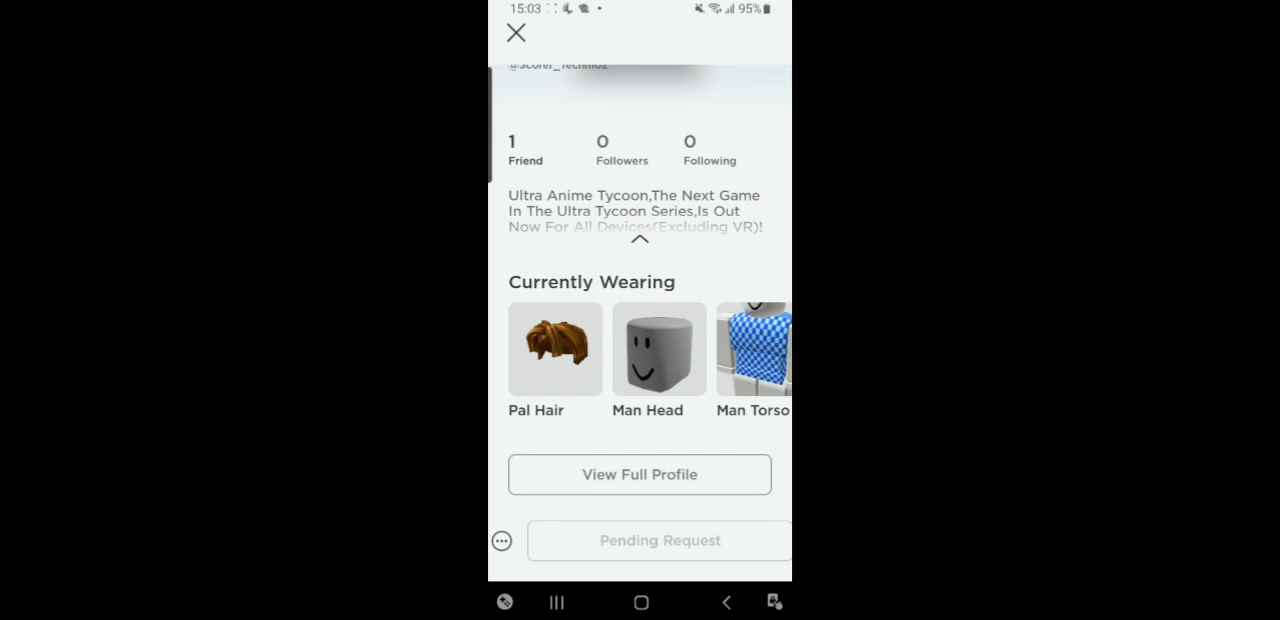 15:03
95%
1 0 0
Friend Followers Following
Ultra Anime Tycoon,The Next Game
In The Ultra Tycoon Series,Is Out
Now For All Devices(Excluding VR)!
Currently Wearing
Pal Hair Man Head Man Torso
View Full Profile
Pending Request